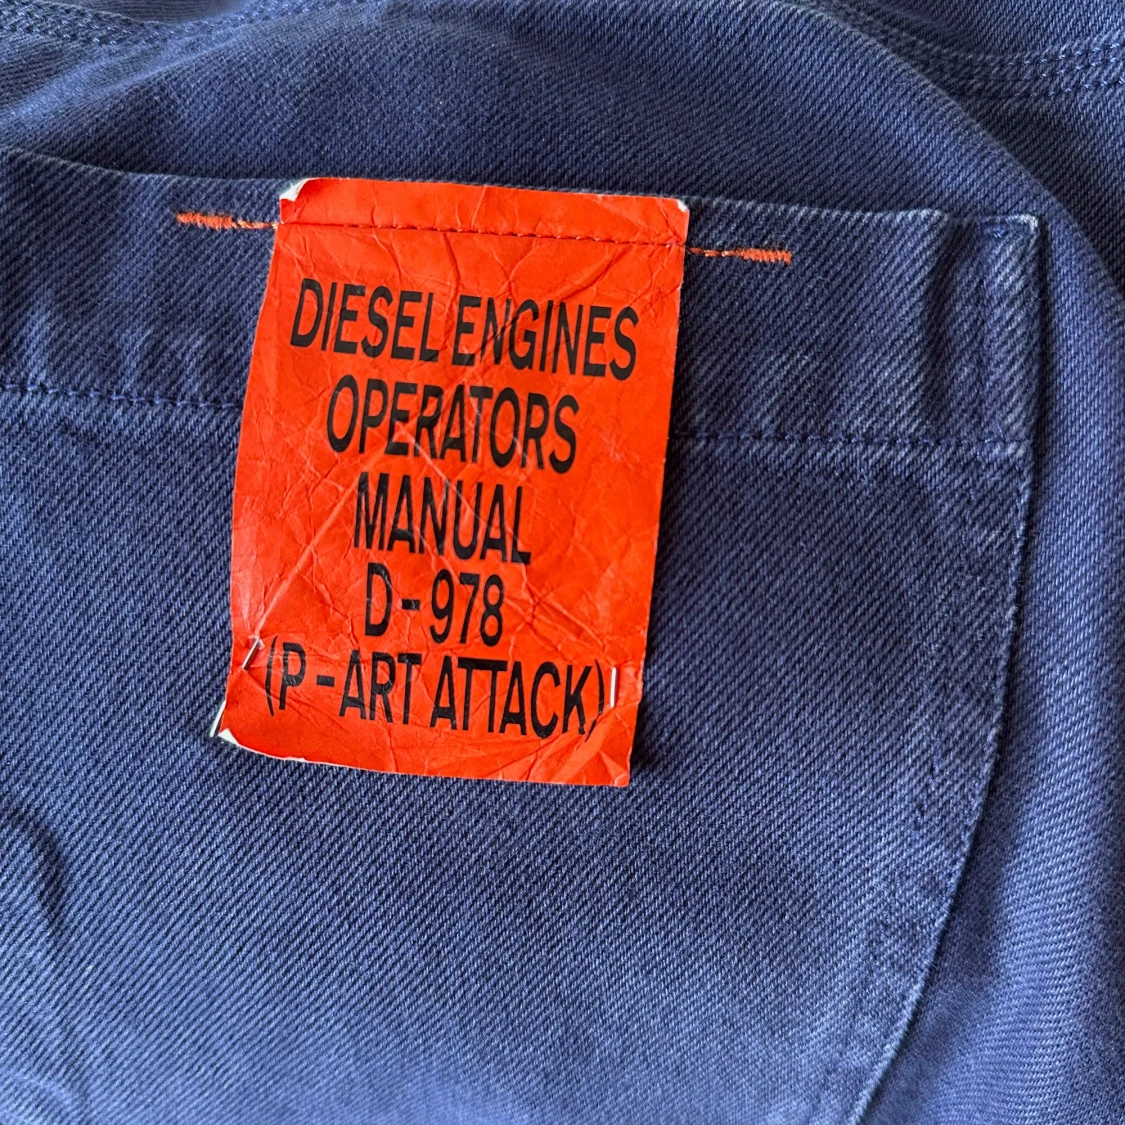 DIESEL ENGINES
OPERATORS
MANUAL
D-978
(P-ART ATTACK)